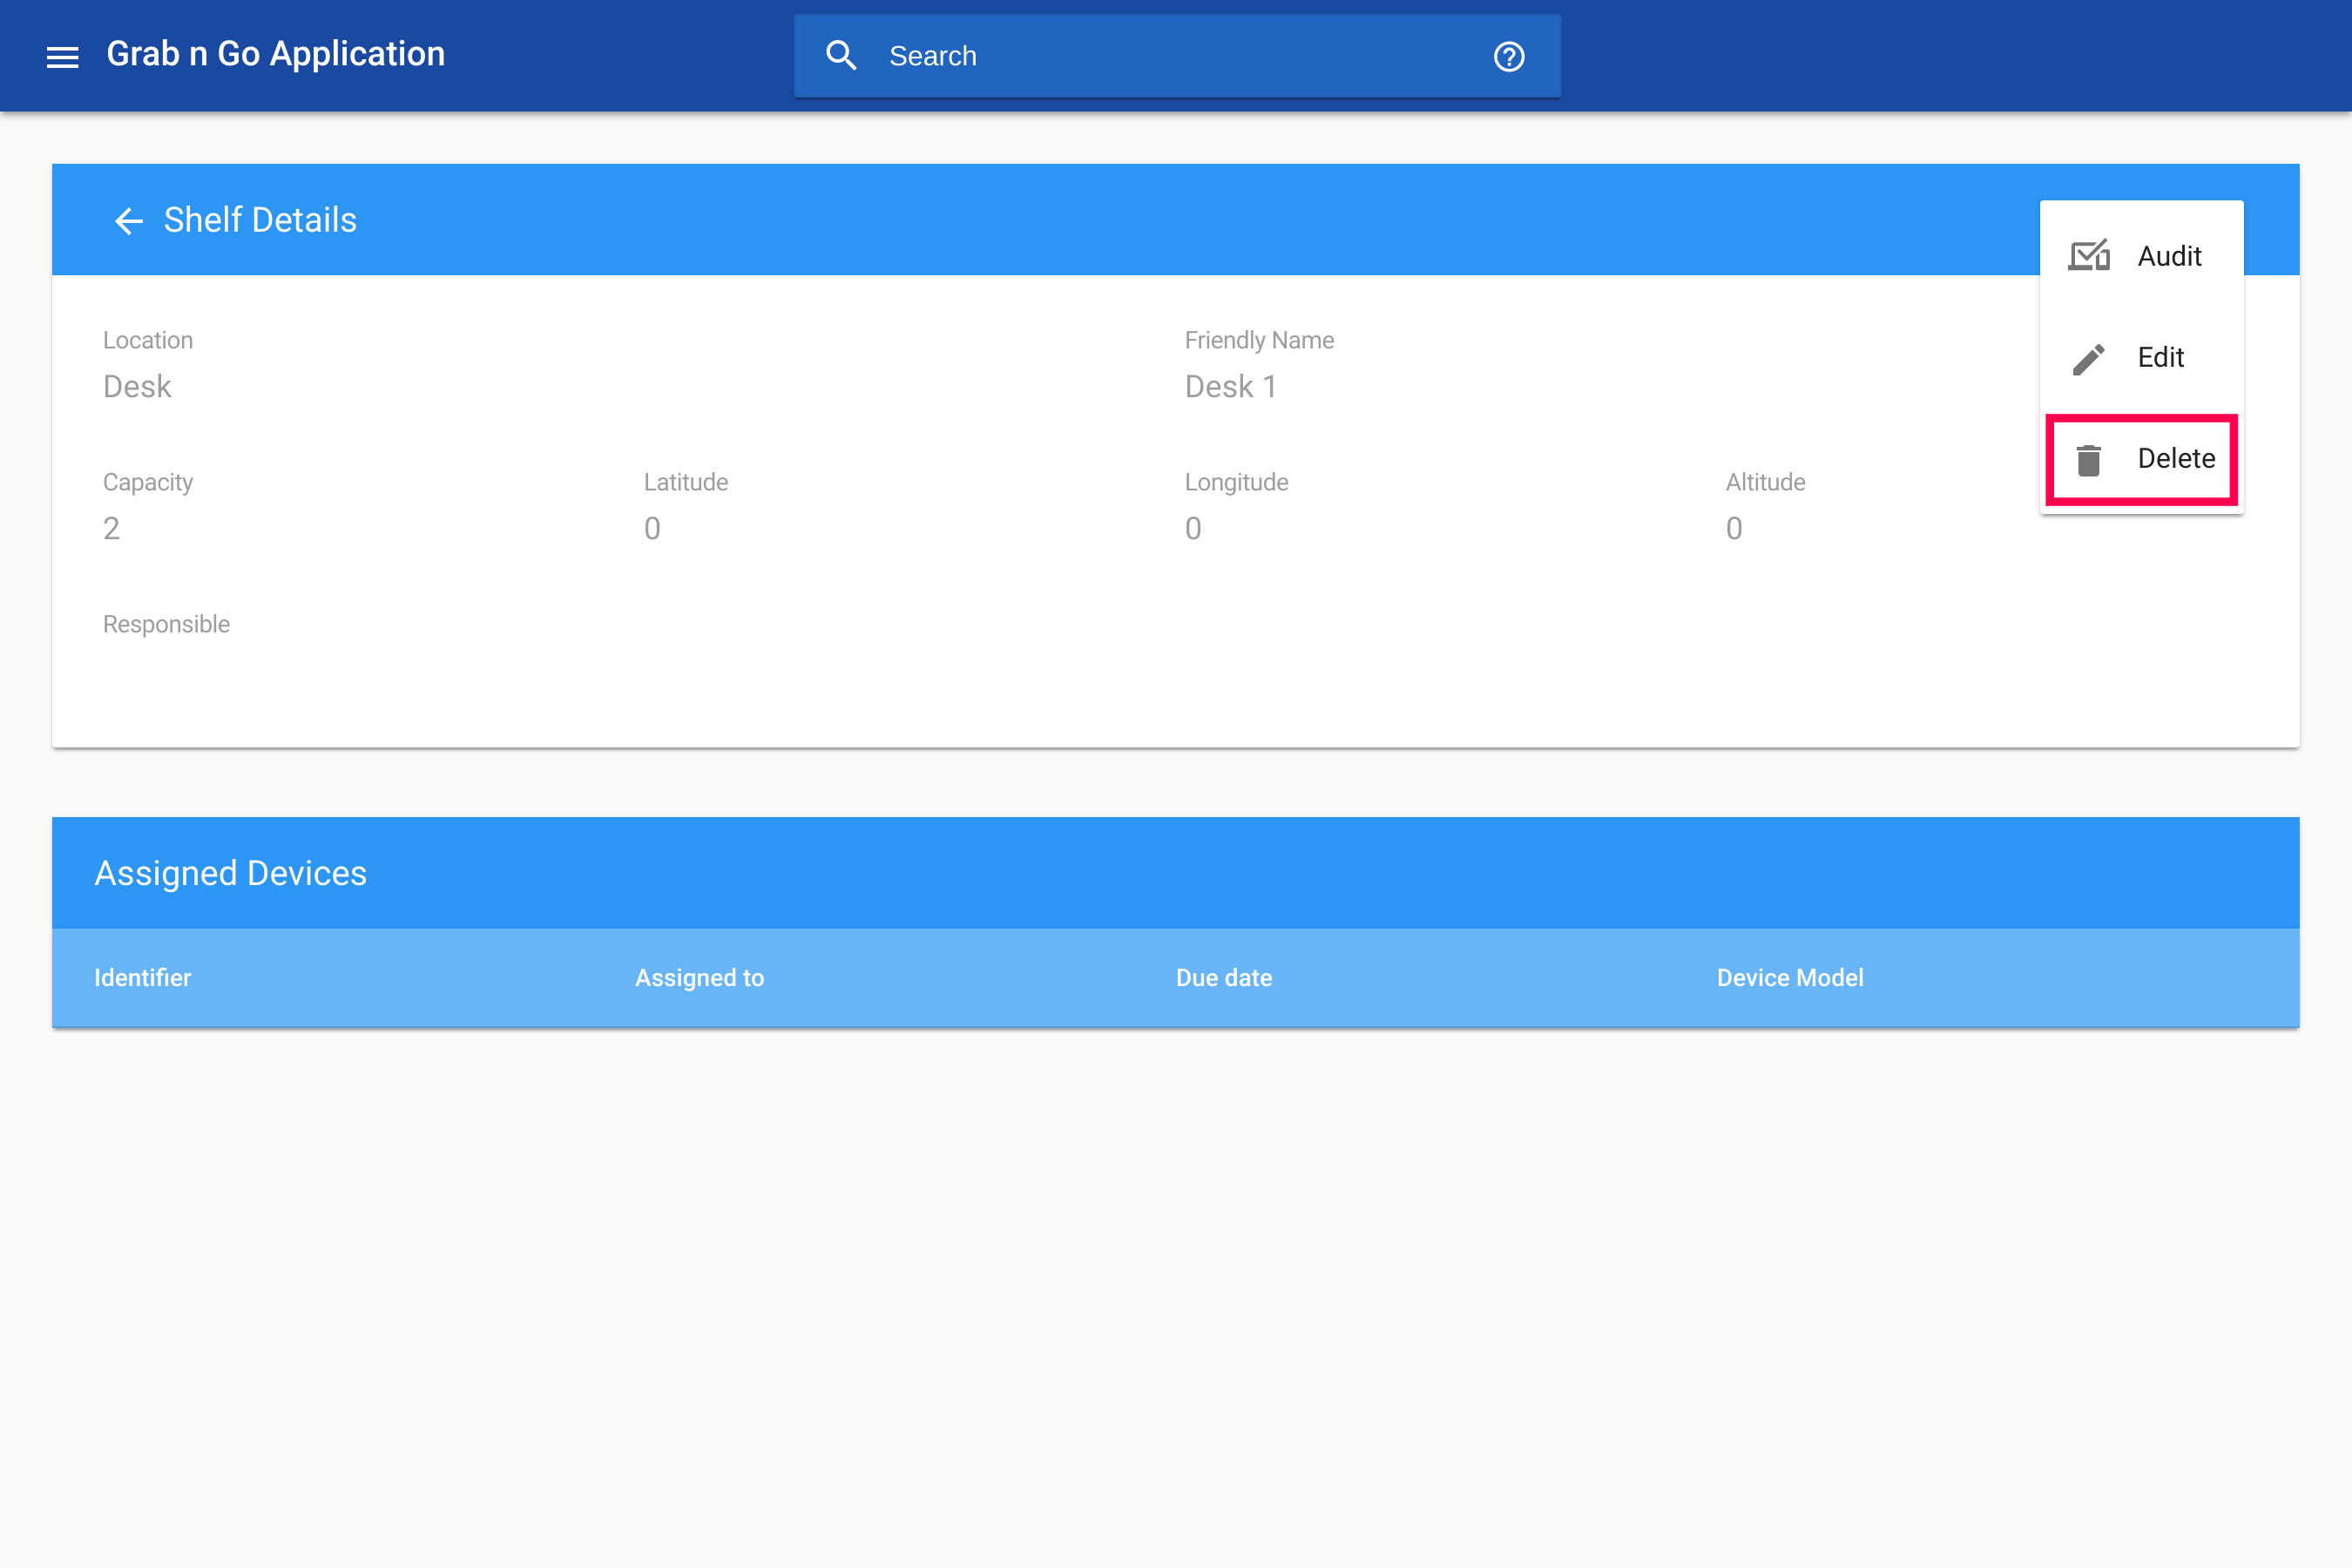 Grab n Go Application
Search
Shelf Details
Audit
Edit
Delete
Location
Desk
Friendly Name
Desk 1
Capacity
2
Latitude
0
Longitude
0
Altitude
0
Responsible
Assigned Devices
Identifier Assigned to Due date Device Model